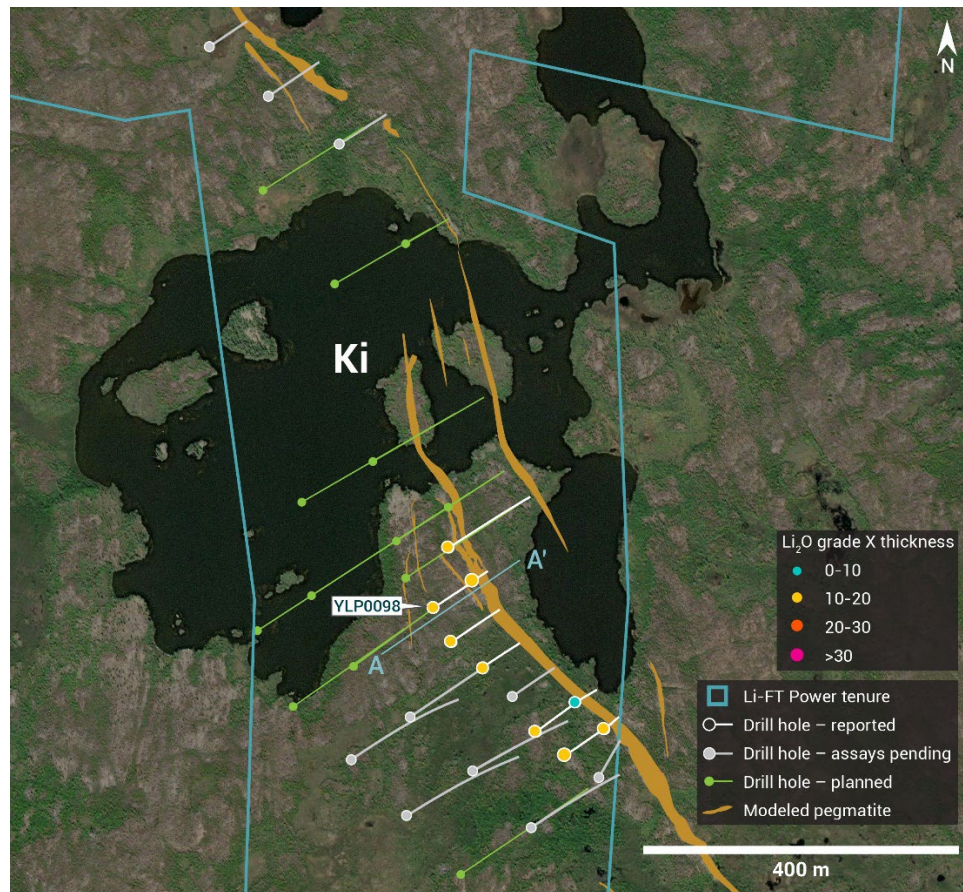 N
Ki
A'
YLP0098
A
Li₂O grade X thickness
0-10
10-20
20-30
>30
Li-FT Power tenure
Drill hole – reported
Drill hole – assays pending
Drill hole – planned
Modeled pegmatite
400 m